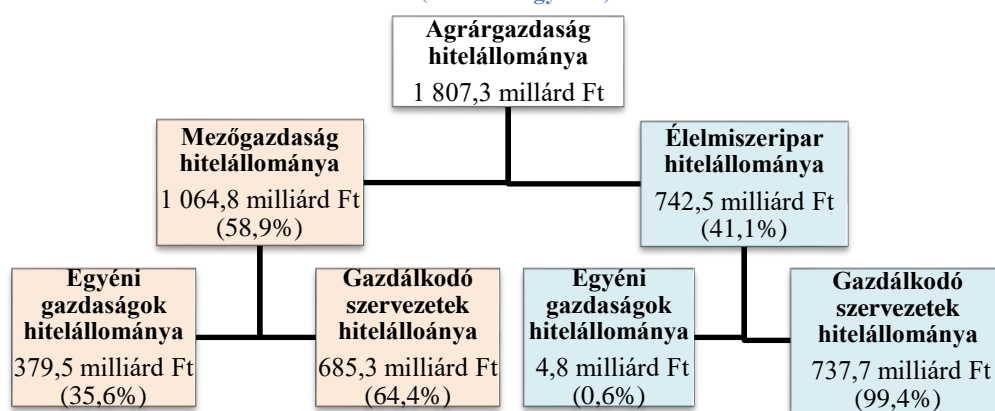 Agrárgazdaság
hitelállománya
1 807,3 millárd Ft
Mezőgazdaság
hitelállománya
1 064,8 milliárd Ft
(58,9%)
Élelmiszeripar
hitelállománya
742,5 milliárd Ft
(41,1%)
Egyéni
gazdaságok
hitelállománya
379,5 milliárd Ft
(35,6%)
Gazdálkodó
szervezetek
hitelálloánya
685,3 milliárd Ft
(64,4%)
Egyéni
gazdaságok
hitelállománya
4,8 milliárd Ft
(0,6%)
Gazdálkodó
szervezetek
hitelállománya
737,7 milliárd Ft
(99,4%)